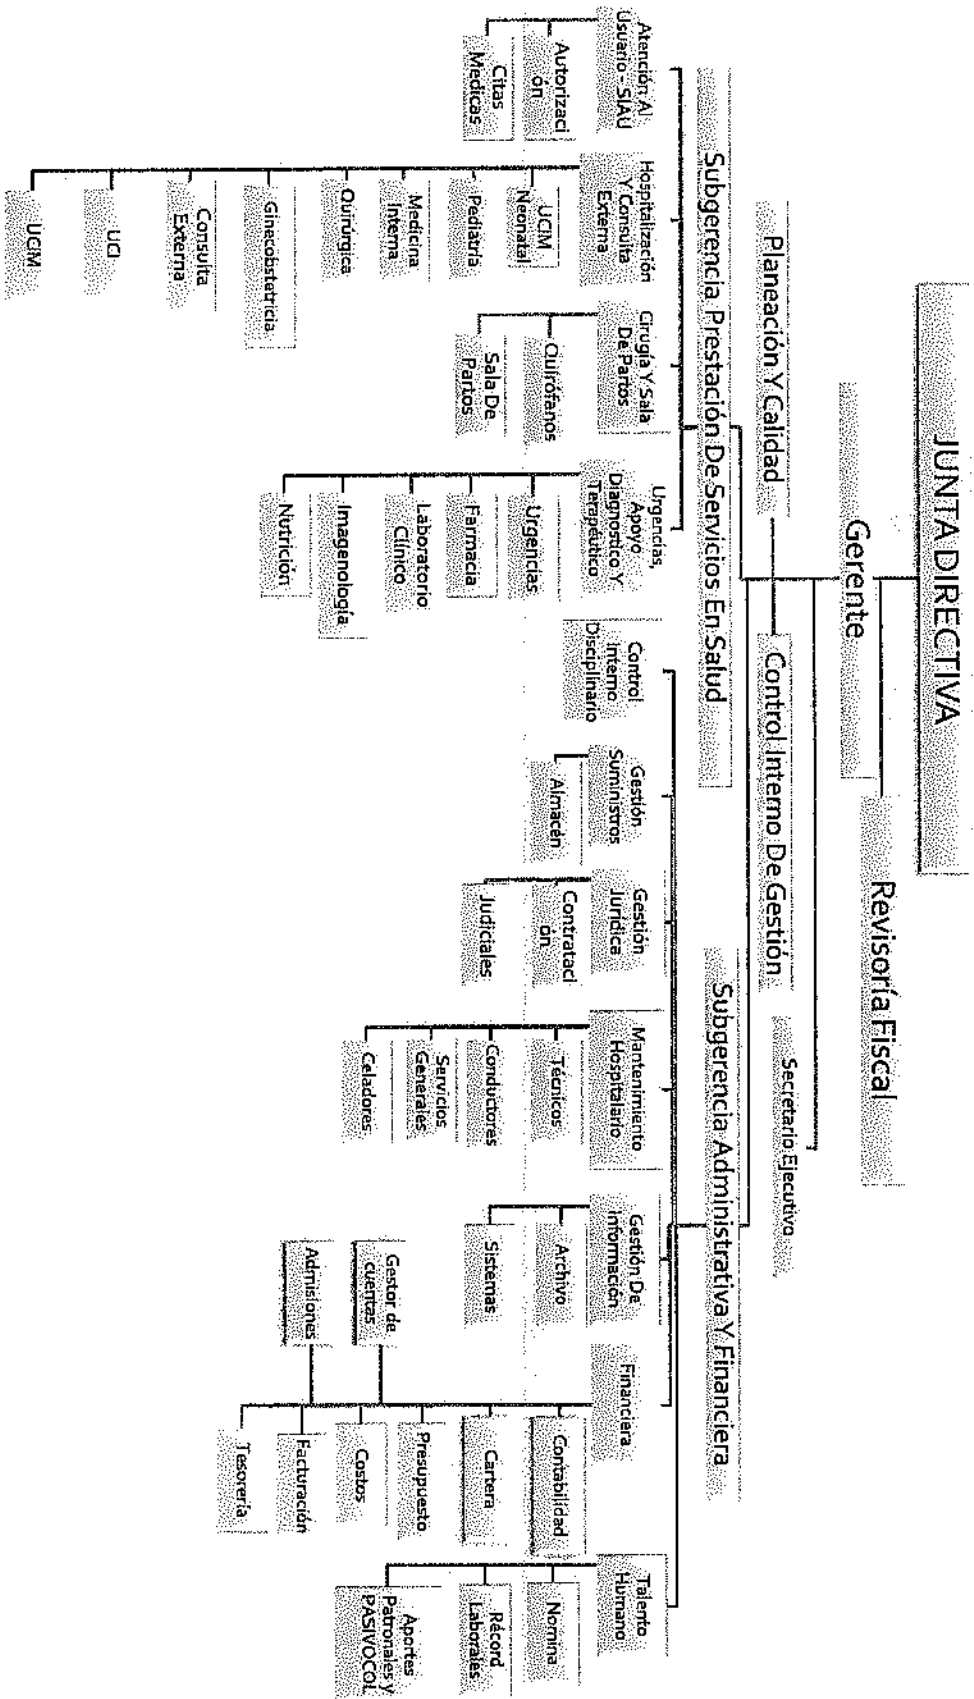 JUNTA DIRECTIVA
Revisoría Fiscal
Gerente
Secretario Ejecutivo
Planeación Y Calidad
Control Interno De Gestión
Subgerencia Prestación De Servicios En Salud
Subgerencia Administrativa Y Financiera
Atención Al
Usuario - SIAU
Autorizaci
ón
Citas
Medicas
Hospitalización
Y Consulta
Externa
UCIM
Neonatal
Pediatría
Medicina
Interna
Quirúrgica
Ginecobstetricia
Consulta
Externa
UCI
UCIM
Cirugía Y Sala
De Partos
Quirófanos
Sala De
Partos
Urgencias,
Apoyo
Diagnostico Y
Terapéutico
Urgencias
Farmacia
Laboratorio
Clínico
Imagenología
Nutrición
Control
Interno
Disciplinario
Gestión
Suministros
Almacén
Gestión
Jurídica
Contrataci
ón
Judiciales
Mantenimiento
Hospitalario
Técnicos
Conductores
Servicios
Generales
Celadores
Gestión De
Información
Archivo
Sistemas
Financiera
Contabilidad
Cartera
Presupuesto
Gestor de
cuentas
Costos
Admisiones
Facturación
Tesorería
Talento
Humano
Nomina
Récord
Laborales
Aportes
Patronales y
PASIVOCOL